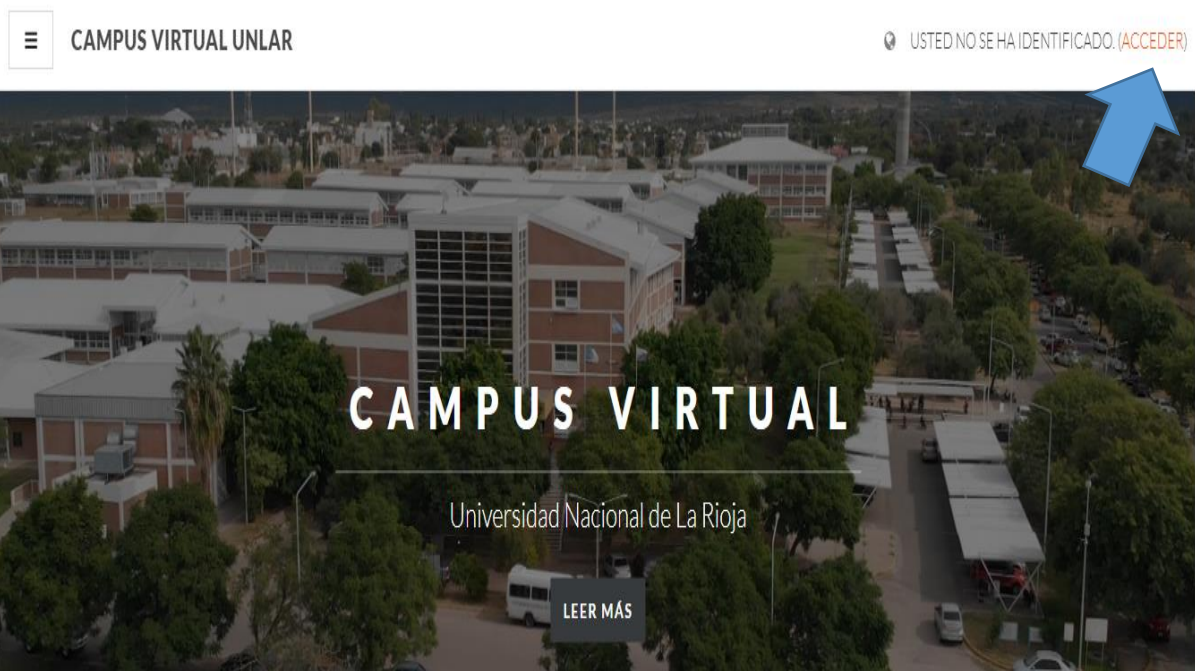 CAMPUS VIRTUAL UNLAR
USTED NO SE HA IDENTIFICADO. (ACCEDER)
CAMPUS VIRTUAL
Universidad Nacional de La Rioja
LEER MÁS